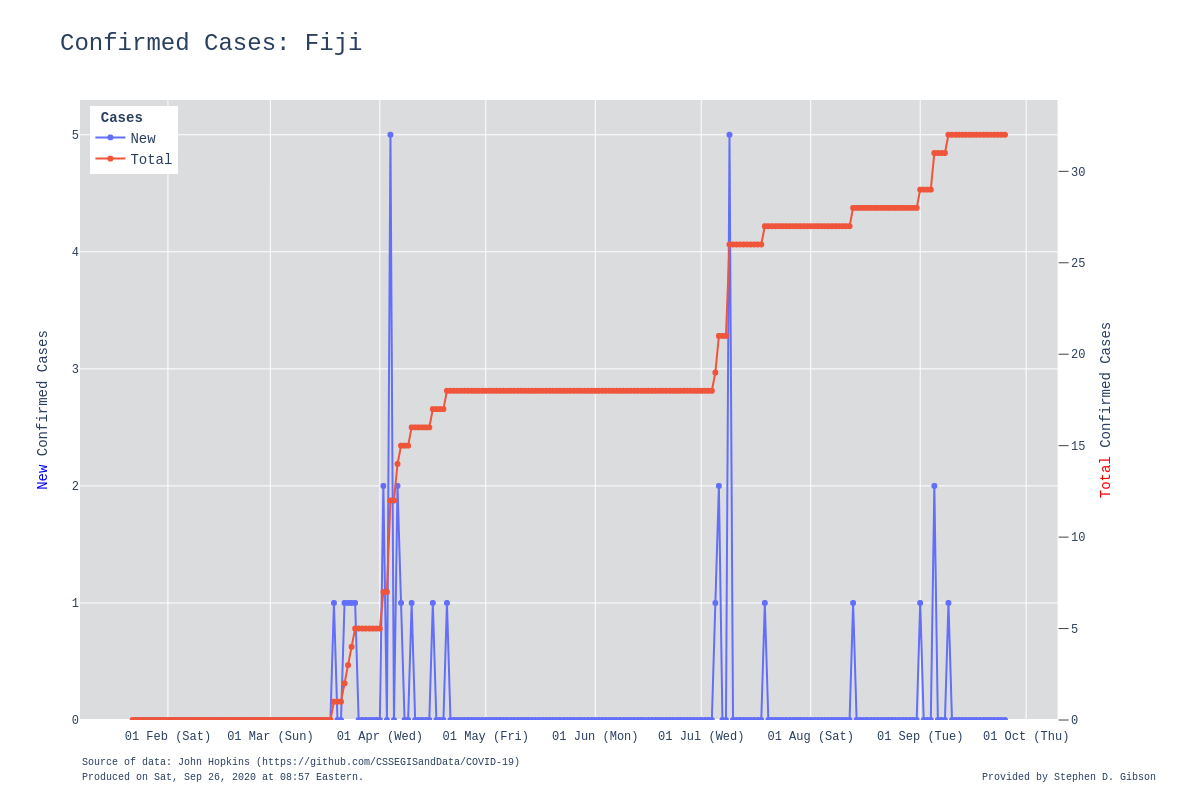 Confirmed Cases: Fiji
Cases
New
Total
5
4
3
2
1
0
New Confirmed Cases
30
25
20
15
10
5
0
Total Confirmed Cases
01 Feb (Sat) 01 Mar (Sun) 01 Apr (Wed) 01 May (Fri) 01 Jun (Mon) 01 Jul (Wed) 01 Aug (Sat) 01 Sep (Tue) 01 Oct (Thu)
Source of data: John Hopkins (https://github.com/CSSEGISandData/COVID-19)
Produced on Sat, Sep 26, 2020 at 08:57 Eastern.
Provided by Stephen D. Gibson